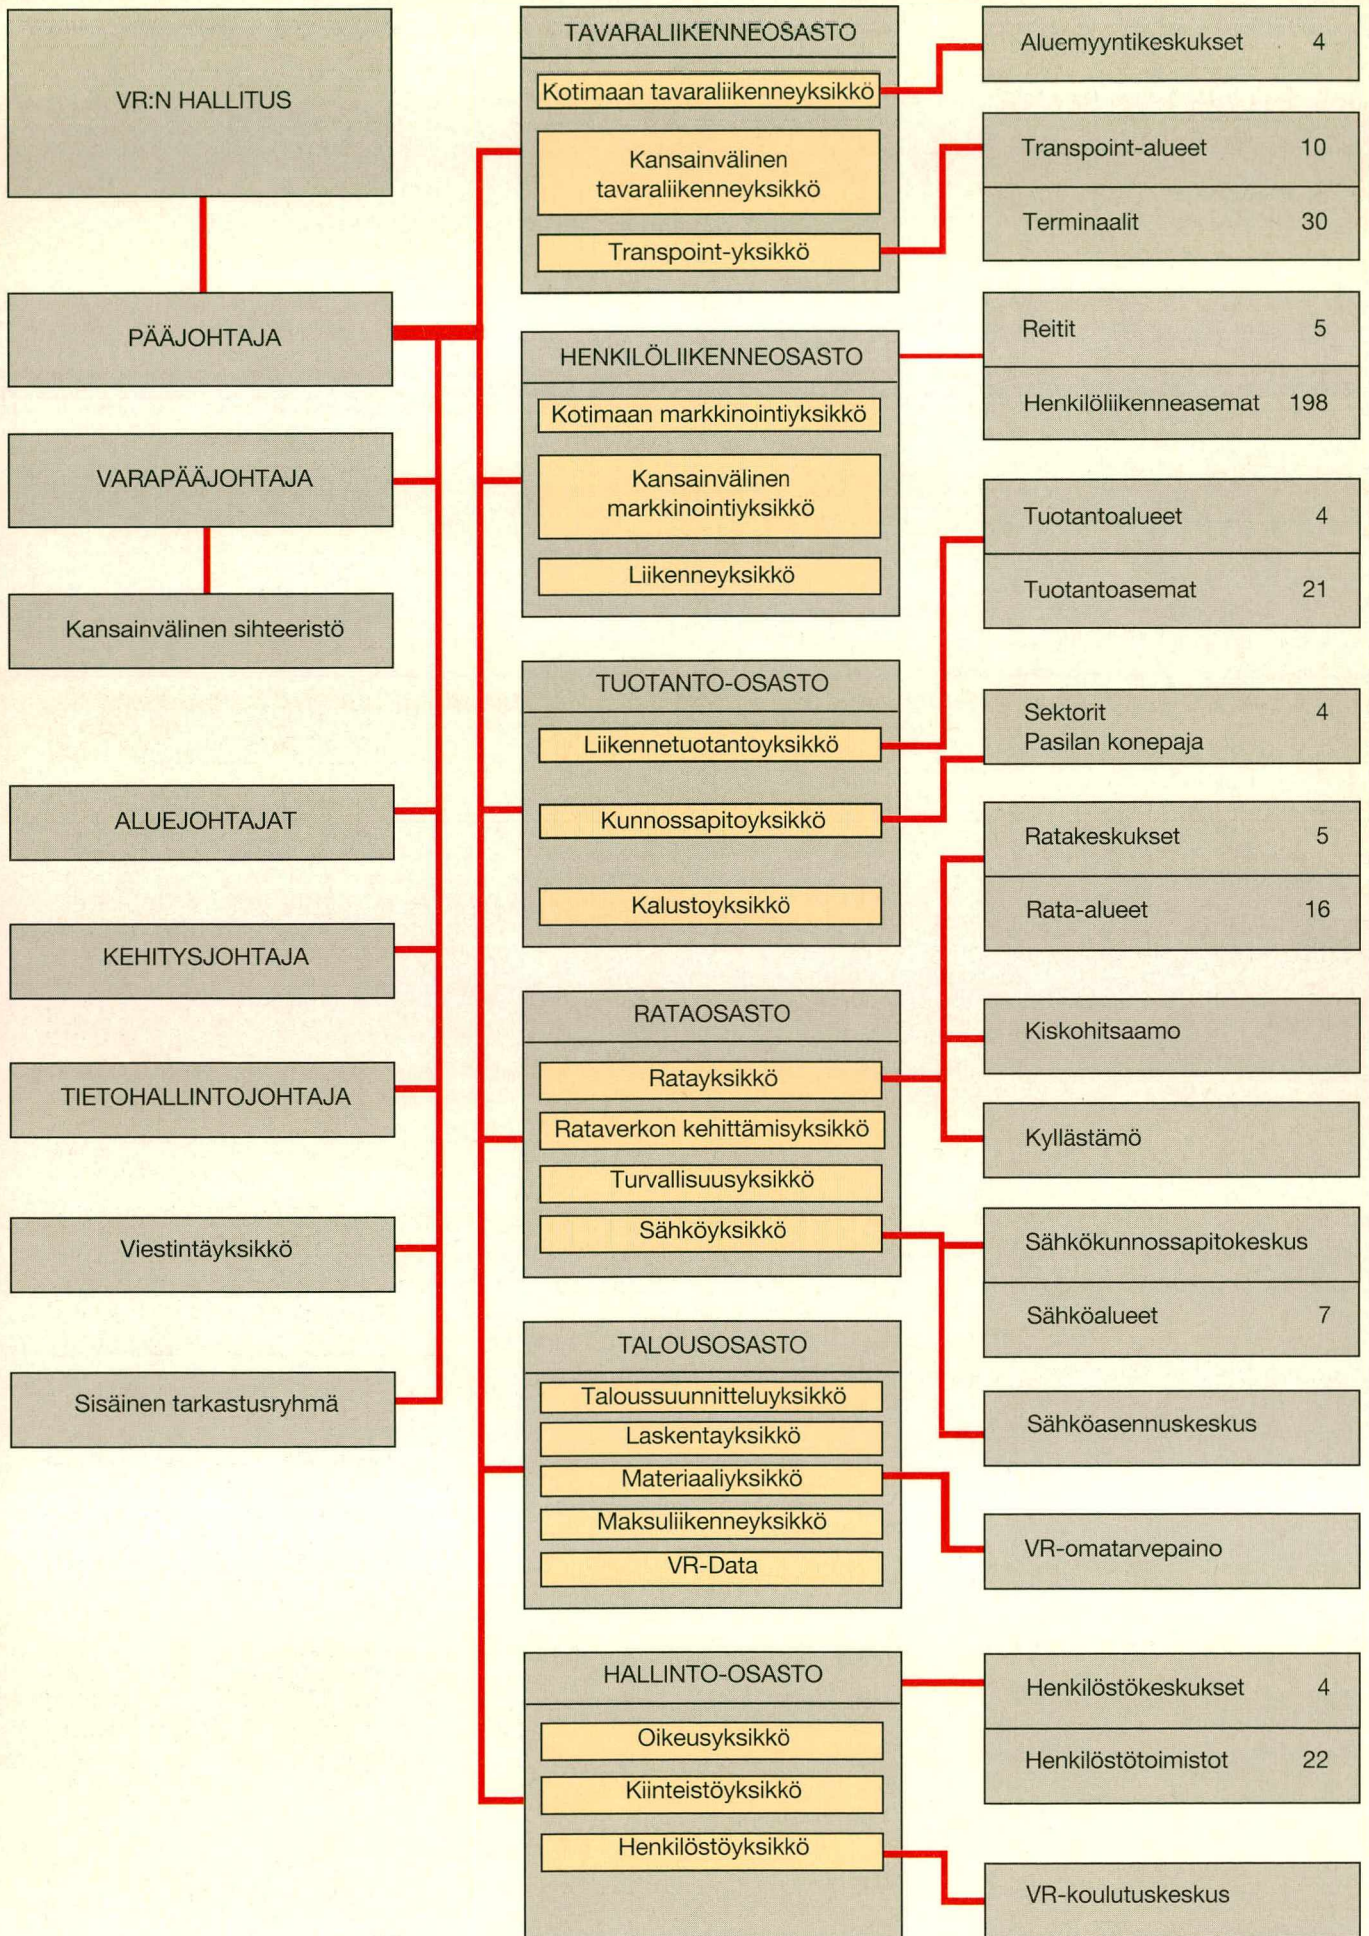 VR:N HALLITUS
PÄÄJOHTAJA
VARAPÄÄJOHTAJA
Kansainvälinen sihteeristö
ALUEJOHTAJAT
KEHITYSJOHTAJA
TIETOHALLINTOJOHTAJA
Viestintäyksikkö
Sisäinen tarkastusryhmä
TAVARALIIKENNEOSASTO
Kotimaan tavaraliikenneyksikkö
Kansainvälinen
tavaraliikenneyksikkö
Transpoint-yksikkö
HENKILÖLIIKENNEOSASTO
Kotimaan markkinointiyksikkö
Kansainvälinen
markkinointiyksikkö
Liikenneyksikkö
TUOTANTO-OSASTO
Liikennetuotantoyksikkö
Kunnossapitoyksikkö
Kalustoyksikkö
RATAOSASTO
Ratayksikkö
Rataverkon kehittämisyksikkö
Turvallisuusyksikkö
Sähköyksikkö
TALOUSOSASTO
Taloussuunnitteluyksikkö
Laskentayksikkö
Materiaaliyksikkö
Maksuliikenneyksikkö
VR-Data
HALLINTO-OSASTO
Oikeusyksikkö
Kiinteistöyksikkö
Henkilöstöyksikkö
Aluemyyntikeskukset 4
Transpoint-alueet 10
Terminaalit 30
Reitit 5
Henkilöliikenneasemat 198
Tuotantoalueet 4
Tuotantoasemat 21
Sektorit 4
Pasilan konepaja
Ratakeskukset 5
Rata-alueet 16
Kiskohitsaamo
Kyllästämö
Sähkökunnossapitokeskus
Sähköalueet 7
Sähköasennuskeskus
VR-omatarvepaino
Henkilöstökeskukset 4
Henkilöstötoimistot 22
VR-koulutuskeskus